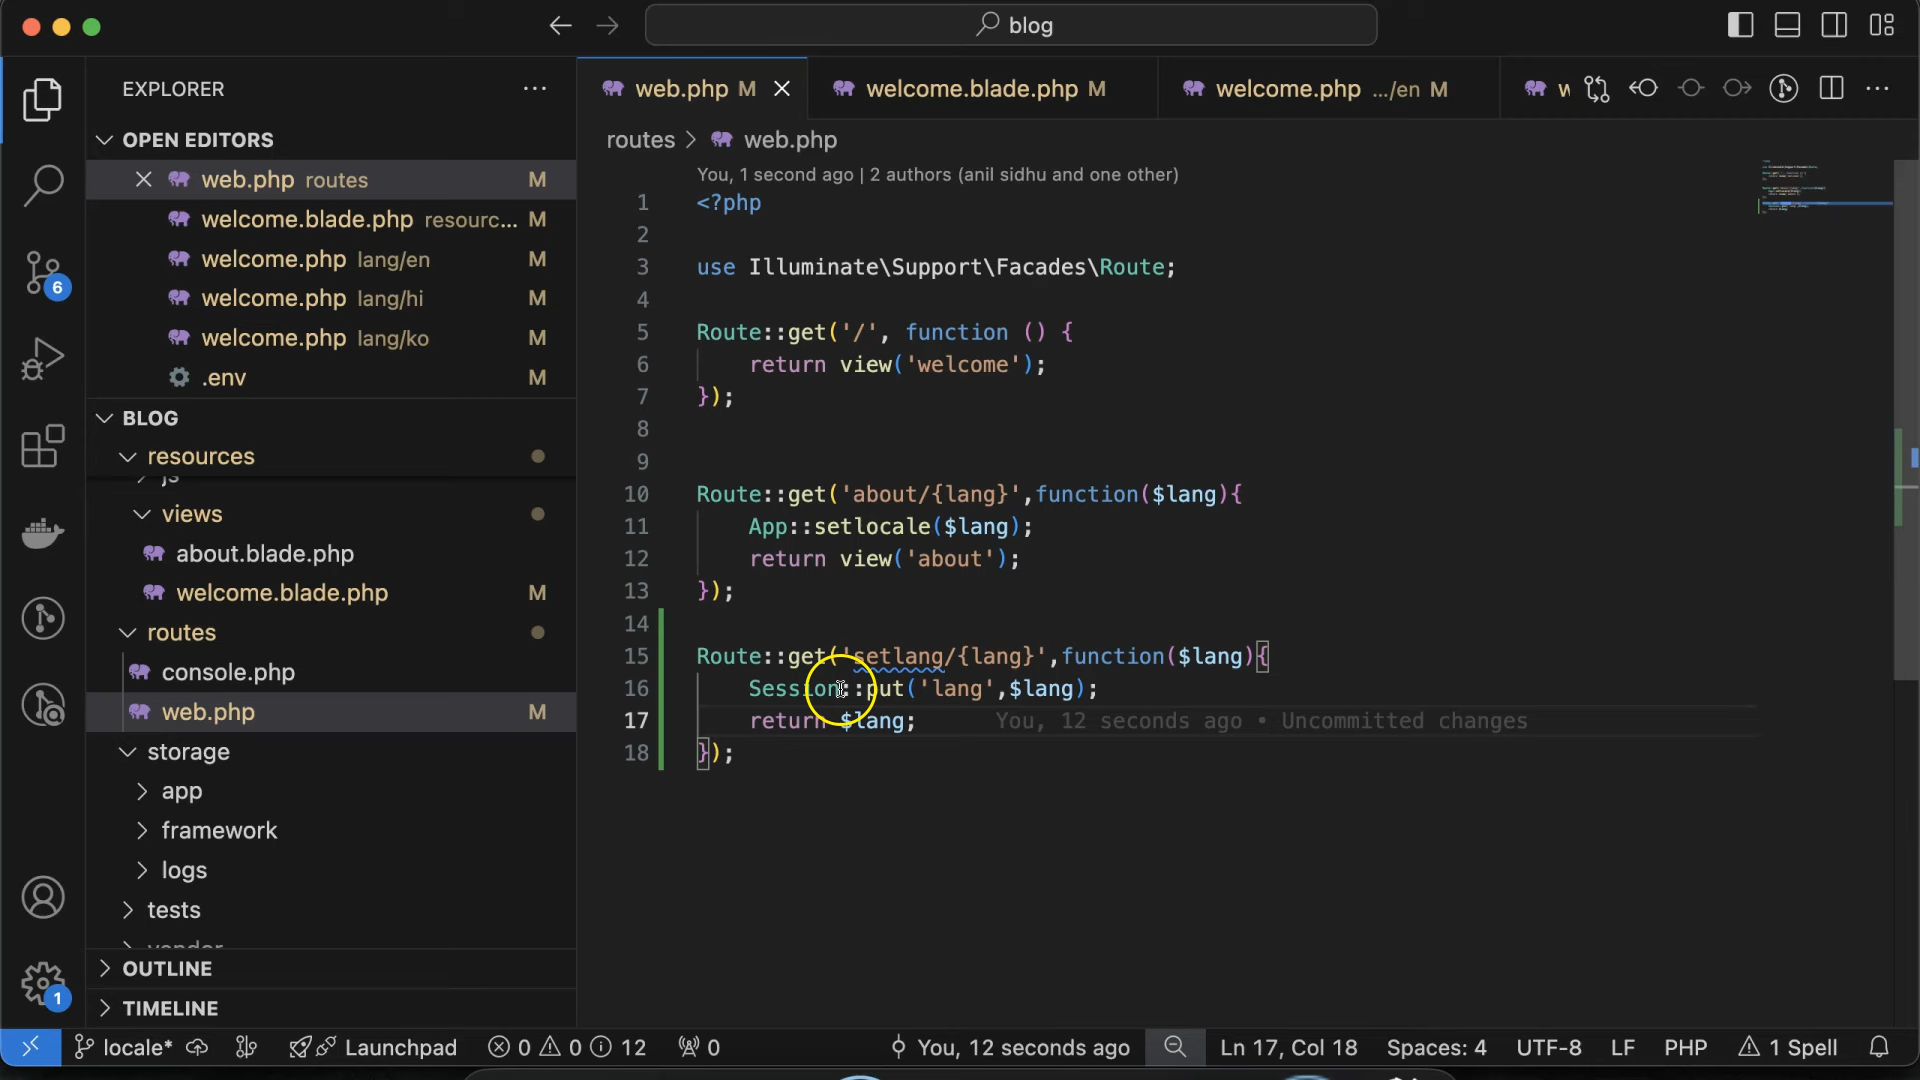 blog
EXPLORER
OPEN EDITORS
web.php routes M
welcome.blade.php resourc... M
welcome.php lang/en M
welcome.php lang/hi M
welcome.php lang/ko M
.env M
BLOG
resources
js
views
about.blade.php
welcome.blade.php M
routes
console.php
web.php M
storage
app
framework
logs
tests
vendor
OUTLINE
TIMELINE
6
1
web.php M
welcome.blade.php M
welcome.php .../en M
routes > web.php
You, 1 second ago | 2 authors (anil sidhu and one other)
1 <?php
2
3 use Illuminate\Support\Facades\Route;
4
5 Route::get('/', function () {
6 return view('welcome');
7 });
8
9
10 Route::get('about/{lang}',function($lang){
11 App::setlocale($lang);
12 return view('about');
13 });
14
15 Route::get('setlang/{lang}',function($lang){
16 Session::put('lang',$lang);
17 return $lang; You, 12 seconds ago • Uncommitted changes
18 });
locale* Launchpad 0 0 12 0 You, 12 seconds ago Ln 17, Col 18 Spaces: 4 UTF-8 LF PHP 1 Spell